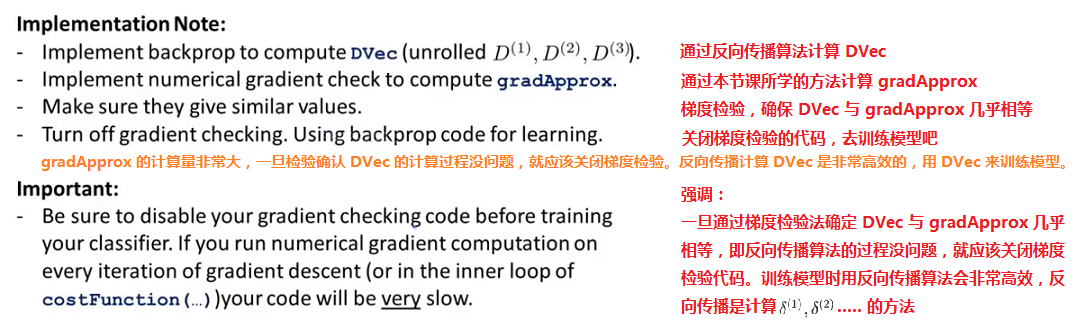 Implementation Note:
- Implement backprop to compute DVec (unrolled D⁽¹⁾, D⁽²⁾, D⁽³⁾).
通过反向传播算法计算 DVec
- Implement numerical gradient check to compute gradApprox.
通过本节课所学的方法计算 gradApprox
- Make sure they give similar values.
梯度检验，确保 DVec 与 gradApprox 几乎相等
- Turn off gradient checking. Using backprop code for learning.
关闭梯度检验的代码，去训练模型吧
gradApprox 的计算量非常大，一旦检验确认 DVec 的计算过程没问题，就应该关闭梯度检验。反向传播计算 DVec 是非常高效的，用 DVec 来训练模型。
Important:
- Be sure to disable your gradient checking code before training
your classifier. If you run numerical gradient computation on
every iteration of gradient descent (or in the inner loop of
costFunction(…))your code will be very slow.
强调：
一旦通过梯度检验法确定 DVec 与 gradApprox 几乎
相等，即反向传播算法的过程没问题，就应该关闭梯度
检验代码。训练模型时用反向传播算法会非常高效，反
向传播是计算 δ⁽¹⁾, δ⁽²⁾ ..... 的方法